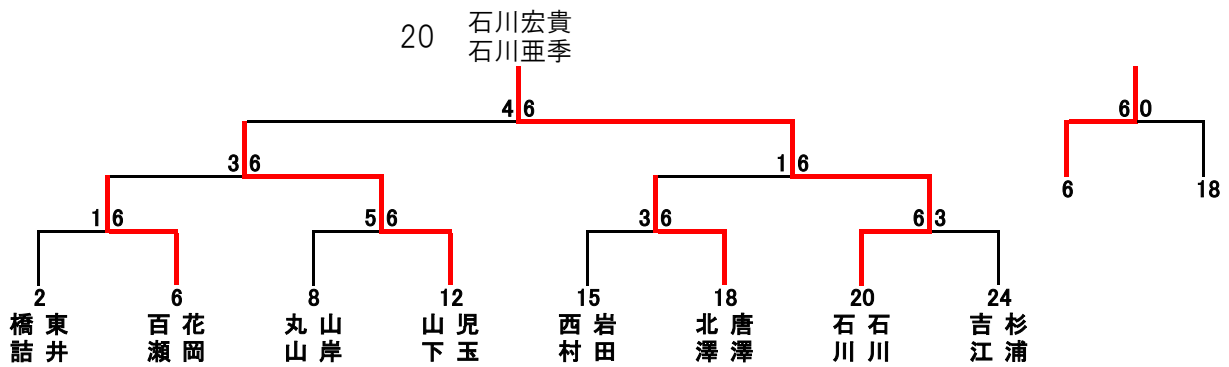 20 石川宏貴
石川亜季
4 6 6 0
3 6 1 6
6 18
1 6 5 6 3 6 6 3
2 6 8 12 15 18 20 24
橋 東 百 花 丸 山 山 児 西 岩 北 唐 石 石 吉 杉
詰 井 瀬 岡 山 岸 下 玉 村 田 澤 澤 川 川 江 浦